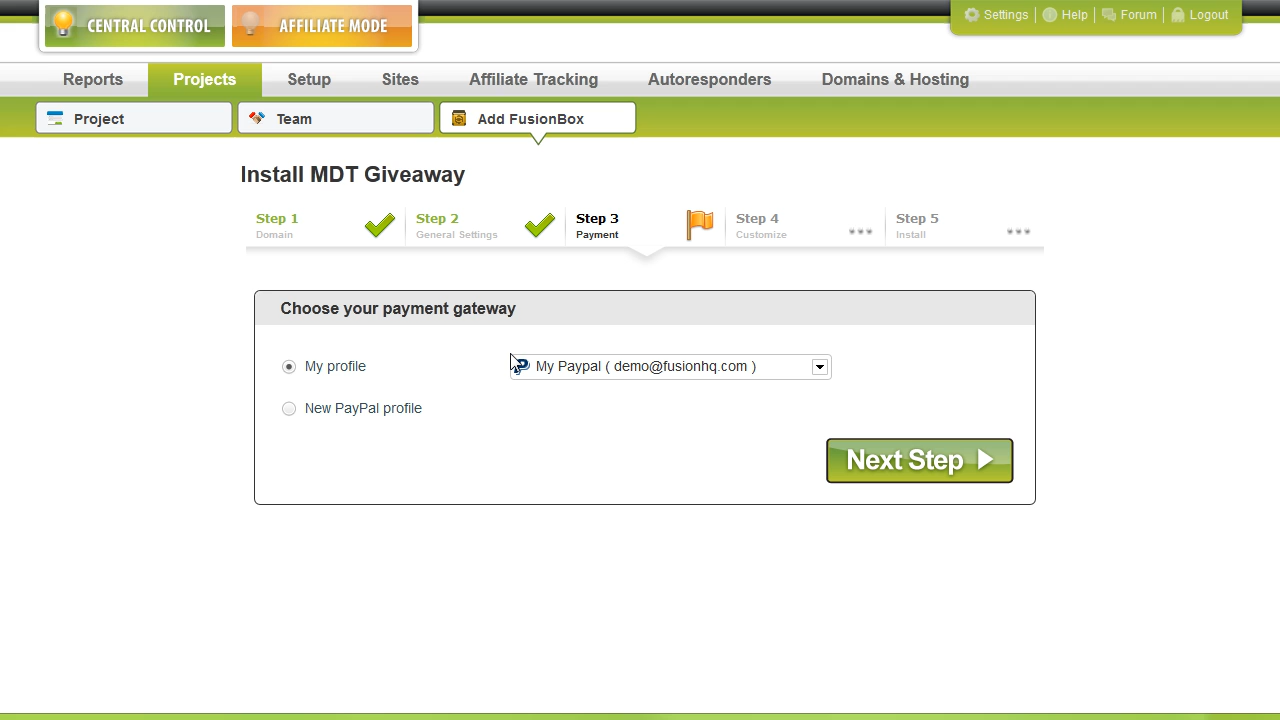 CENTRAL CONTROL AFFILIATE MODE Settings Help Forum Logout
Reports Projects Setup Sites Affiliate Tracking Autoresponders Domains & Hosting
Project Team Add FusionBox
Install MDT Giveaway
Step 1 Step 2 Step 3 Step 4 Step 5
Domain General Settings Payment Customize Install
Choose your payment gateway
My profile My Paypal ( demo@fusionhq.com )
New PayPal profile
Next Step